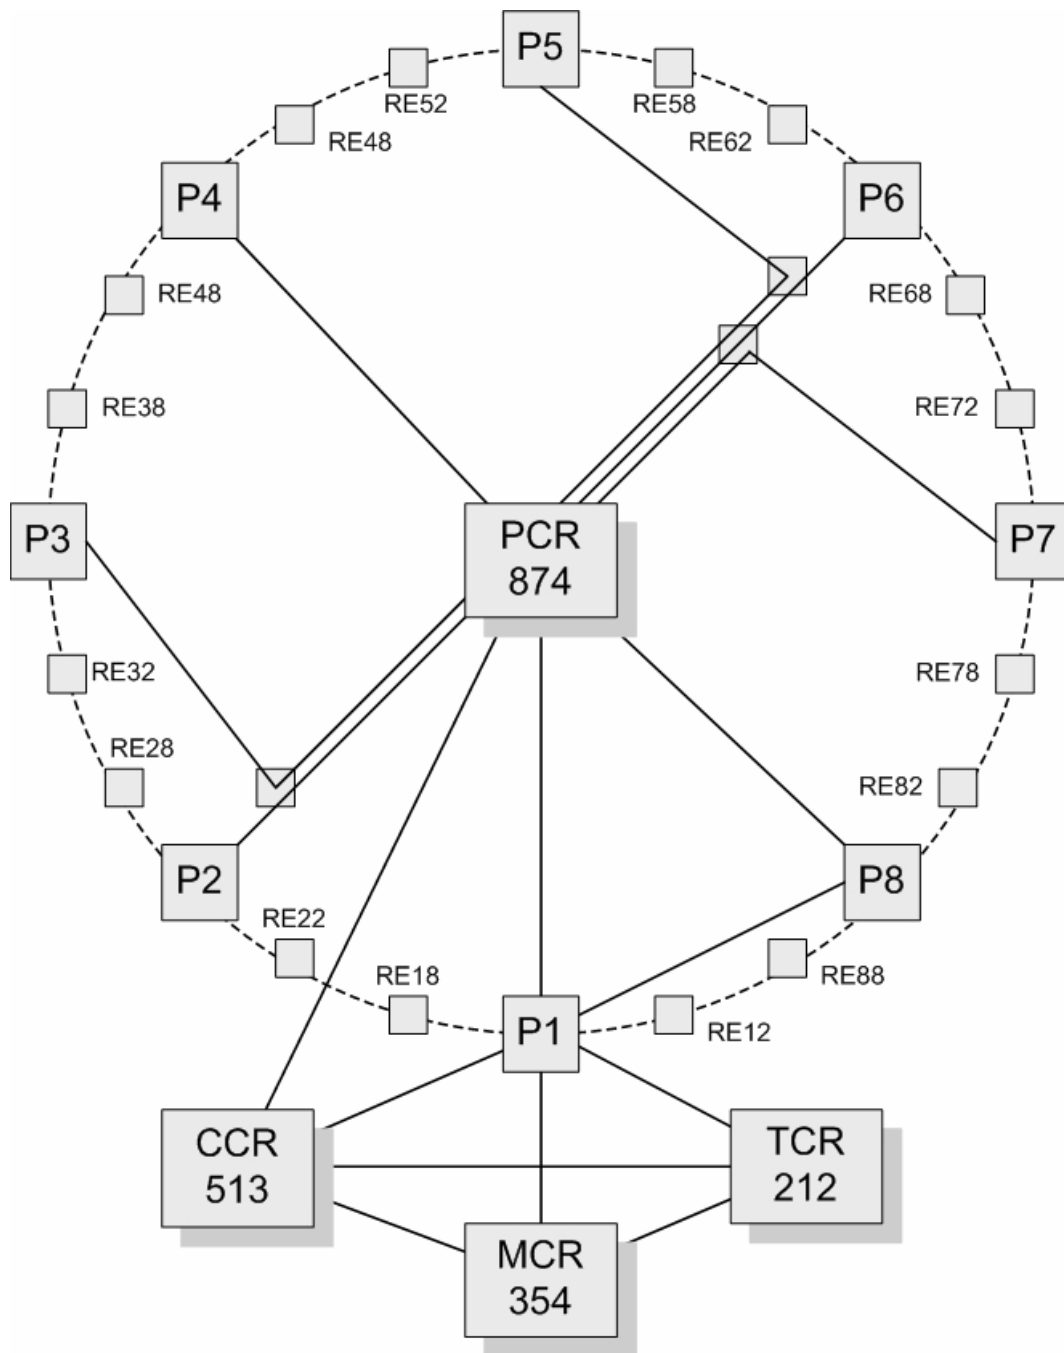 P5
RE52
RE58
RE48
RE62
P4
P6
RE48
RE68
RE38
RE72
P3
PCR
874
P7
RE32
RE78
RE28
RE82
P2
P8
RE22
RE18
RE88
P1
RE12
CCR
513
TCR
212
MCR
354